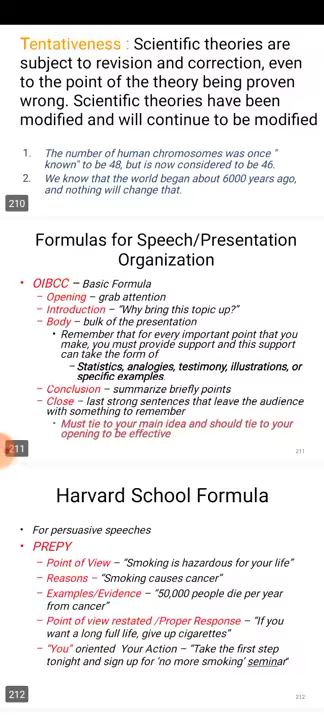 Tentativeness : Scientific theories are
subject to revision and correction, even
to the point of the theory being proven
wrong. Scientific theories have been
modified and will continue to be modified
1. The number of human chromosomes was once "
known" to be 48, but is now considered to be 46.
2. We know that the world began about 6000 years ago,
and nothing will change that.
210
Formulas for Speech/Presentation
Organization
• OIBCC – Basic Formula
– Opening – grab attention
– Introduction – "Why bring this topic up?"
– Body – bulk of the presentation
• Remember that for every important point that you
make, you must provide support and this support
can take the form of
– Statistics, analogies, testimony, illustrations, or
specific examples.
– Conclusion – summarize briefly points
– Close – last strong sentences that leave the audience
with something to remember
• Must tie to your main idea and should tie to your
opening to be effective
211
211
Harvard School Formula
• For persuasive speeches
• PREPY
– Point of View – "Smoking is hazardous for your life"
– Reasons – "Smoking causes cancer"
– Examples/Evidence – "50,000 people die per year
from cancer"
– Point of view restated /Proper Response – "If you
want a long full life, give up cigarettes"
– "You" oriented Your Action – "Take the first step
tonight and sign up for 'no more smoking' seminar"
212
212